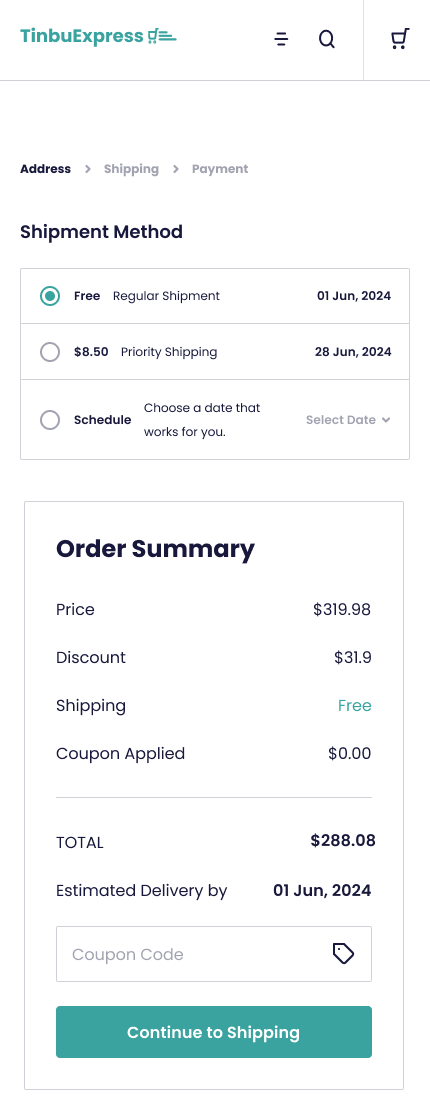 TinbuExpress
Address Shipping Payment
Shipment Method
Free Regular Shipment 01 Jun, 2024
$8.50 Priority Shipping 28 Jun, 2024
Schedule Choose a date that works for you. Select Date
Order Summary
Price $319.98
Discount $31.9
Shipping Free
Coupon Applied $0.00
TOTAL $288.08
Estimated Delivery by 01 Jun, 2024
Coupon Code
Continue to Shipping